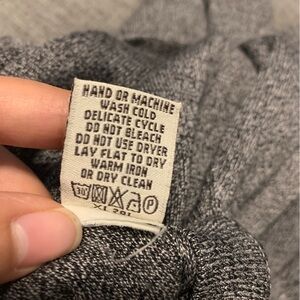 HAND OR MACHINE
WASH COLD
DELICATE CYCLE
DO NOT BLEACH
DO NOT USE DRYER
LAY FLAT TO DRY
WARM IRON
OR DRY CLEAN